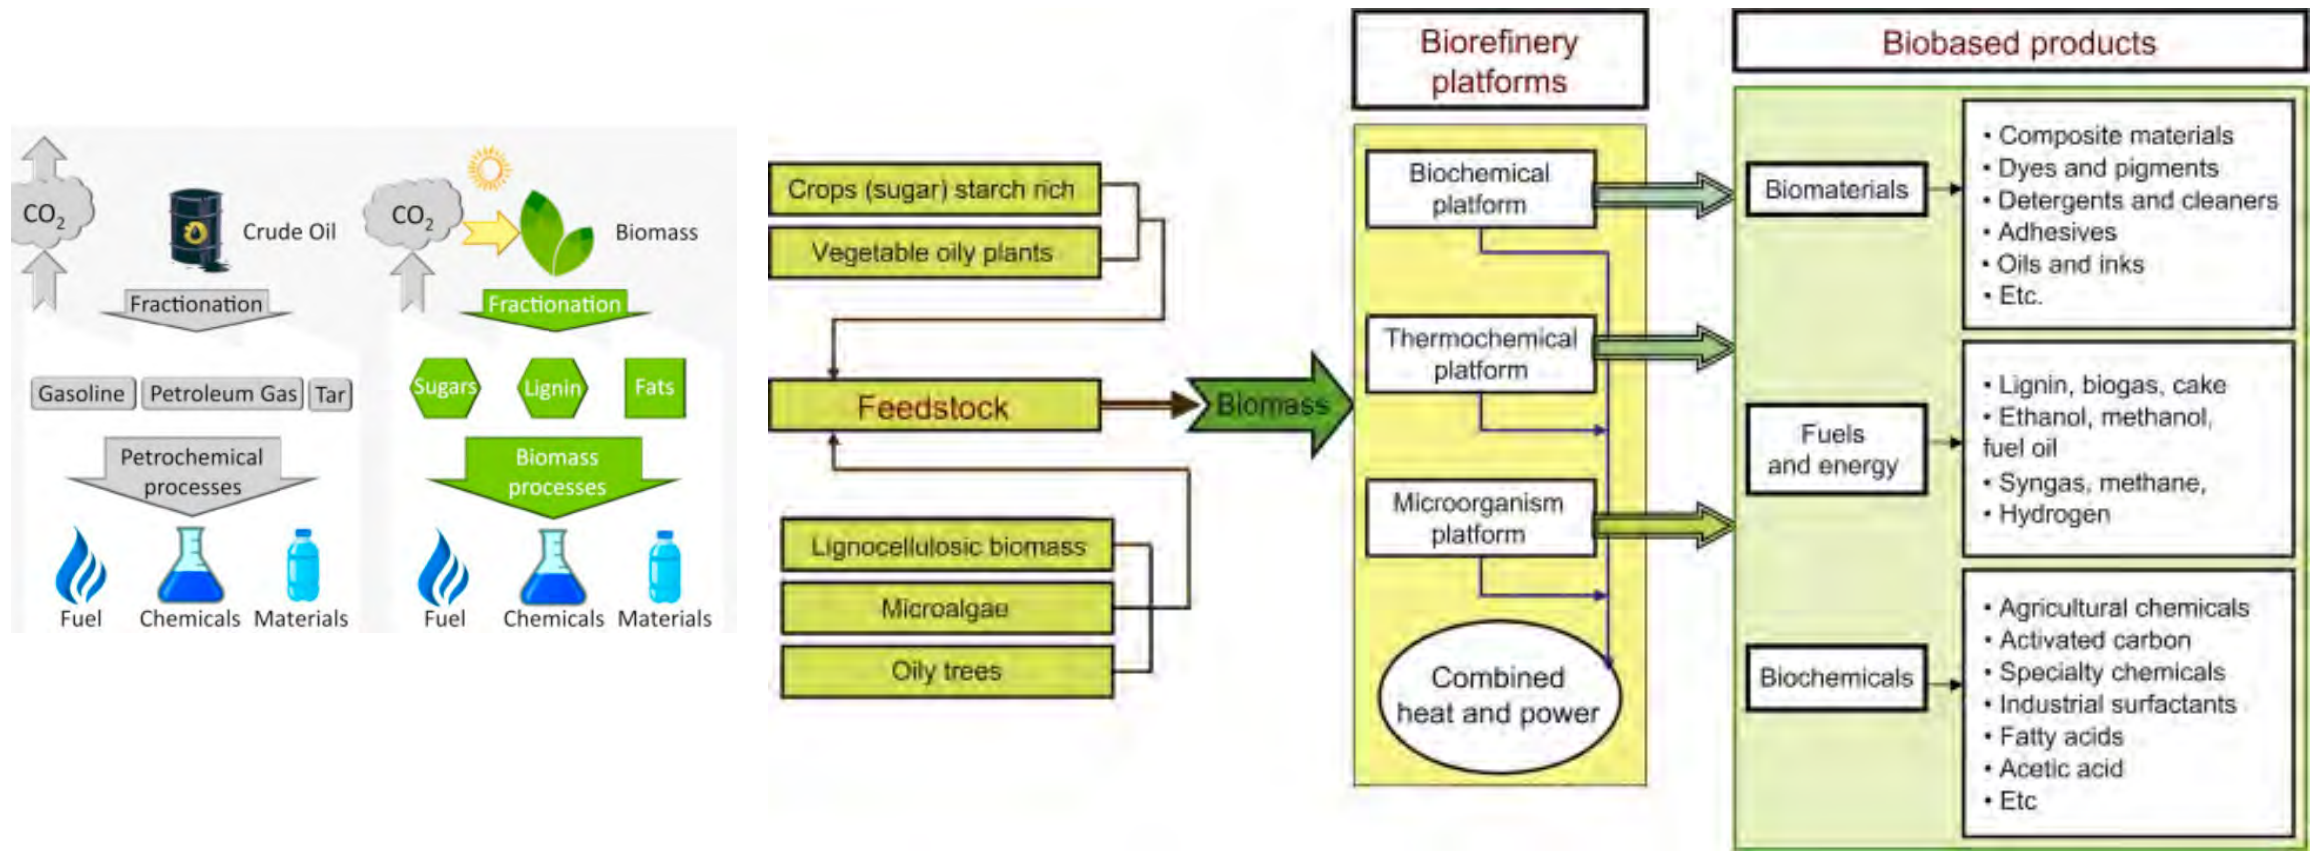 CO2
Crude Oil
Fractionation
Gasoline
Petroleum Gas
Tar
Petrochemical
processes
Fuel
Chemicals
Materials
CO2
Biomass
Fractionation
Sugars
Lignin
Fats
Biomass
processes
Fuel
Chemicals
Materials
Crops (sugar) starch rich
Vegetable oily plants
Feedstock
Lignocellulosic biomass
Microalgae
Oily trees
Biomass
Biorefinery
platforms
Biochemical
platform
Thermochemical
platform
Microorganism
platform
Combined
heat and power
Biobased products
Biomaterials
• Composite materials
• Dyes and pigments
• Detergents and cleaners
• Adhesives
• Oils and inks
• Etc.
Fuels
and energy
• Lignin, biogas, cake
• Ethanol, methanol,
fuel oil
• Syngas, methane,
• Hydrogen
Biochemicals
• Agricultural chemicals
• Activated carbon
• Specialty chemicals
• Industrial surfactants
• Fatty acids
• Acetic acid
• Etc